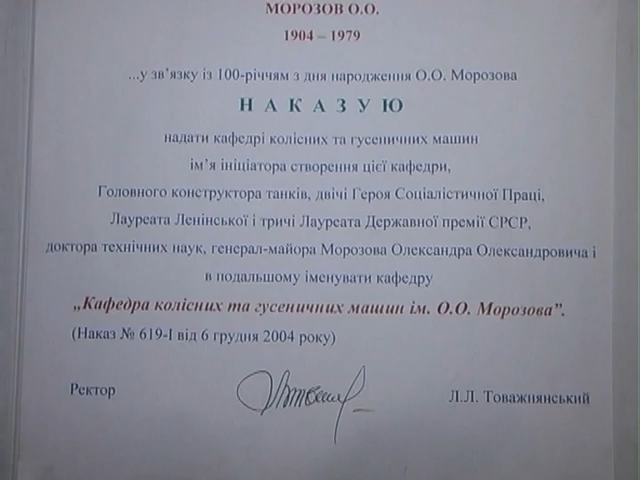 МОРОЗОВ О.О.
1904 – 1979
...у зв’язку із 100-річчям з дня народження О.О. Морозова
Н А К А З У Ю
надати кафедрі колісних та гусеничних машин
ім’я ініціатора створення цієї кафедри,
Головного конструктора танків, двічі Героя Соціалістичної Праці,
Лауреата Ленінської і тричі Лауреата Державної премії СРСР,
доктора технічних наук, генерал-майора Морозова Олександра Олександровича і
в подальшому іменувати кафедру
„Кафедра колісних та гусеничних машин ім. О.О. Морозова”.
(Наказ № 619-І від 6 грудня 2004 року)
Ректор Л.Л. Товажнянський